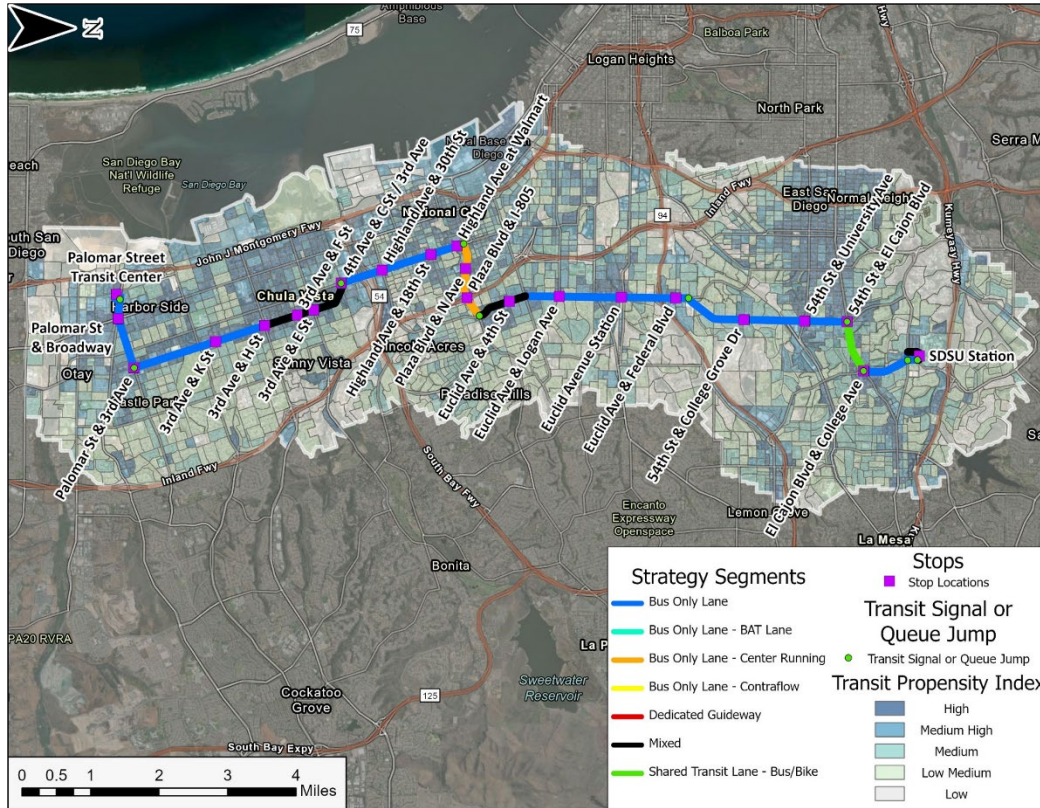 Amphibious
Base
75
Balboa Park
Hwy
Logan Heights
North Park
Serra M
N
each
San Diego Bay
Nat'l Wildlife
Refuge
San Diego Bay
al Base
Diego
outh San
Diego
John J Montgomery Fwy
National
94
Inland Fwy
East San
Diego
Normal Heights
Kumeyaay Hwy
Palomar Street
Transit Center
Harbor Side
Chula Vista
54
Palomar St
& Broadway
Otay
Castle Park
Sunny Vista
Lincoln Acres
Paradise Hills
Palomar St & 3rd Ave
3rd Ave & K St
3rd Ave & H St
3rd Ave & E St
3rd Ave & F St
4th Ave & C St / 3rd Ave
Highland Ave & 30th St
Highland Ave & 18th St
Highland Ave at Walmart
Plaza Blvd & N Ave
Plaza Blvd & I-805
Euclid Ave & 4th St
Euclid Ave & Logan Ave
Euclid Avenue Station
Euclid Ave & Federal Blvd
54th St & College Grove Dr
54th St & University Ave
54th St & El Cajon Blvd
El Cajon Blvd & College Ave
SDSU Station
Inland Fwy
South Bay Fwy
Encanto
Expressway
Openspace
Lemon Grove
La Mesa
Bonita
PA20 RVRA
La P
Sweetwater
Reservoir
125
Cockatoo
Grove
South Bay Expy
0 0.5 1 2 3 4
Miles
Strategy Segments
Bus Only Lane
Bus Only Lane - BAT Lane
Bus Only Lane - Center Running
Bus Only Lane - Contraflow
Dedicated Guideway
Mixed
Shared Transit Lane - Bus/Bike
Stops
Stop Locations
Transit Signal or
Queue Jump
Transit Signal or Queue Jump
Transit Propensity Index
High
Medium High
Medium
Low Medium
Low